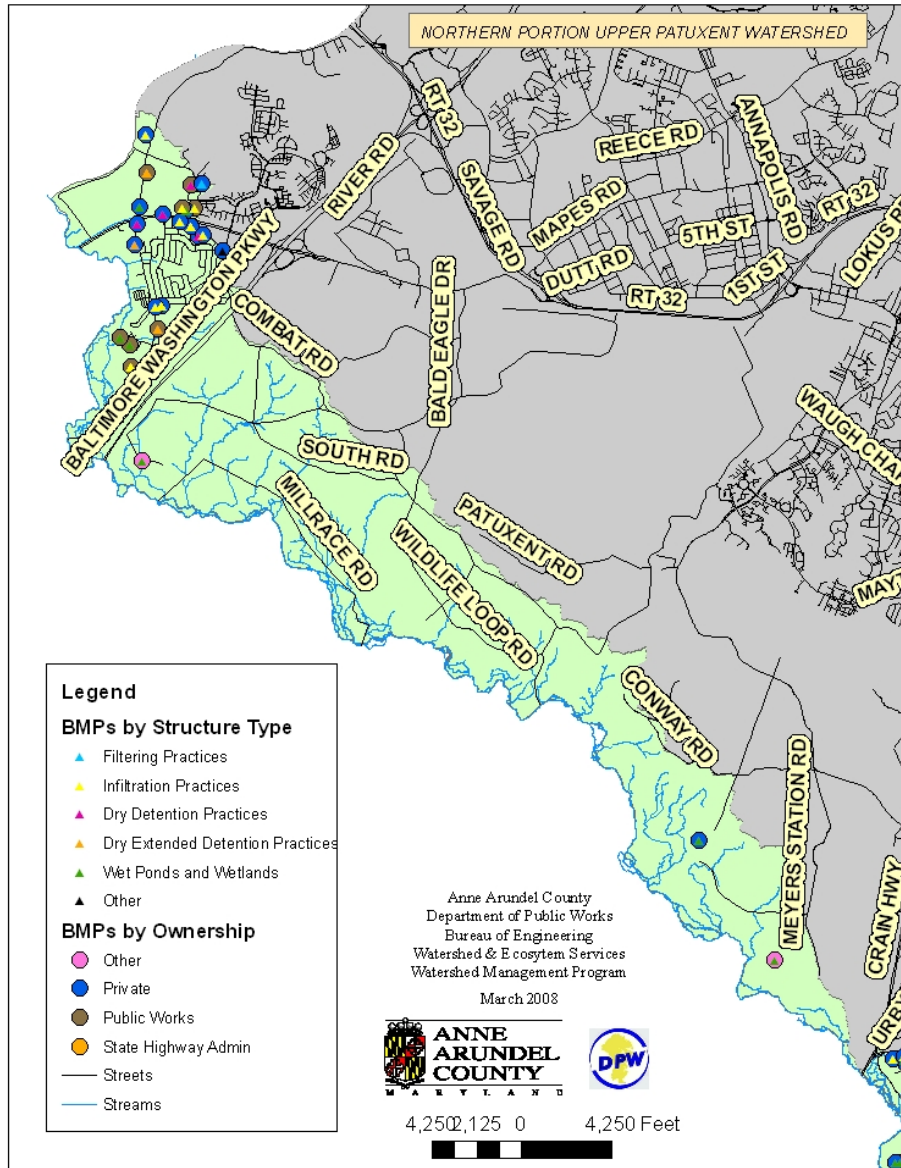 NORTHERN PORTION UPPER PATUXENT WATERSHED
RT 32
ANNAPOLIS RD
REECE RD
RIVER RD
SAVAGE RD
MAPES RD
RT 32
5TH ST
LOKUS R
DUTT RD
1ST ST
RT 32
BALD EAGLE DR
COMBAT RD
BALTIMORE WASHINGTON PKWY
WAUGH CHA
SOUTH RD
MILLRACE RD
PATUXENT RD
WILDLIFE LOOP RD
MAY
CONWAY RD
MEYERS STATION RD
CRAIN HWY
URBY
Legend
BMPs by Structure Type
Filtering Practices
Infiltration Practices
Dry Detention Practices
Dry Extended Detention Practices
Wet Ponds and Wetlands
Other
BMPs by Ownership
Other
Private
Public Works
State Highway Admin
Streets
Streams
Anne Arundel County
Department of Public Works
Bureau of Engineering
Watershed & Ecosytem Services
Watershed Management Program
March 2008
ANNE
ARUNDEL
COUNTY
MARYLAND
DPW
4,250 2,125 0 4,250 Feet